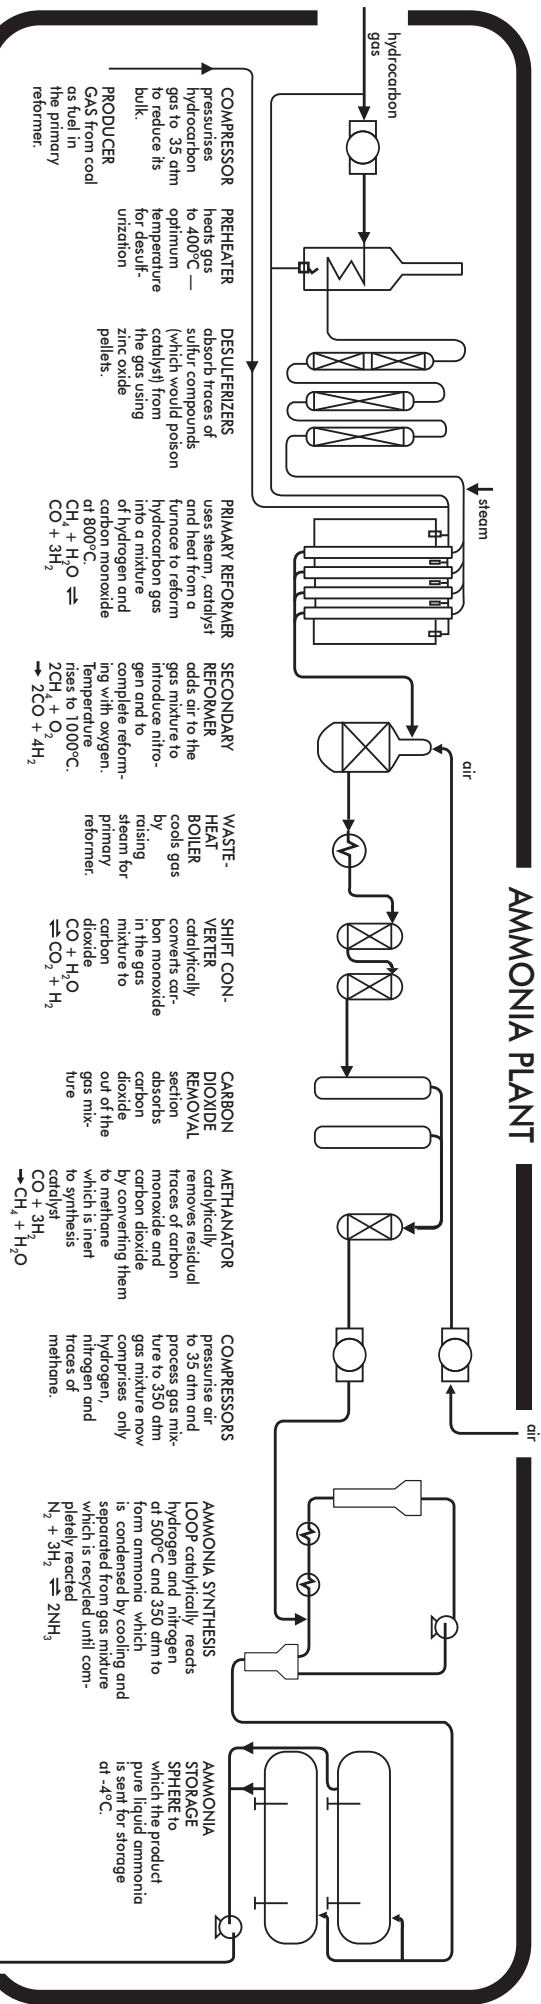 AMMONIA PLANT
hydrocarbon
gas
steam
air
air
COMPRESSOR
pressurises
hydrocarbon
gas to 35 atm
to reduce its
bulk.
PRODUCER
GAS from coal
as fuel in
the primary
reformer.
PREHEATER
heats gas
to 400°C —
optimum
temperature
for desulf-
urization
DESULFERIZERS
absorb traces of
sulfur compounds
(which would poison
catalyst) from
the gas using
zinc oxide
pellets.
PRIMARY REFORMER
uses steam, catalyst
and heat from a
furnace to reform
hydrocarbon gas
into a mixture
of hydrogen and
carbon monoxide
at 800°C.
CH₄ + H₂O ⇌
CO + 3H₂
SECONDARY
REFORMER
adds air to the
gas mixture to
introduce nitro-
gen and to
complete reform-
ing with oxygen.
Temperature
rises to 1000°C.
2CH₄ + O₂
→ 2CO + 4H₂
WASTE-
HEAT
BOILER
cools gas
by
raising
steam for
primary
reformer.
SHIFT CON-
VERTER
catalytically
converts car-
bon monoxide
in the gas
mixture to
carbon
dioxide
CO + H₂O
⇌ CO₂ + H₂
CARBON
DIOXIDE
REMOVAL
section
absorbs
carbon
dioxide
out of the
gas mix-
ture
METHANATOR
catalytically
removes residual
traces of carbon
monoxide and
carbon dioxide
by converting them
to methane
which is inert
to synthesis
catalyst
CO + 3H₂
→ CH₄ + H₂O
COMPRESSORS
pressurise air
to 35 atm and
process gas mix-
ture to 350 atm
gas mixture now
comprises only
hydrogen,
nitrogen and
traces of
methane.
AMMONIA SYNTHESIS
LOOP catalytically reacts
hydrogen and nitrogen
at 500°C and 350 atm to
form ammonia which
is condensed by cooling and
separated from gas mixture
which is recycled until com-
pletely reacted
N₂ + 3H₂ ⇌ 2NH₃
AMMONIA
STORAGE
SPHERE to
which the product
pure liquid ammonia
is sent for storage
at -4°C.